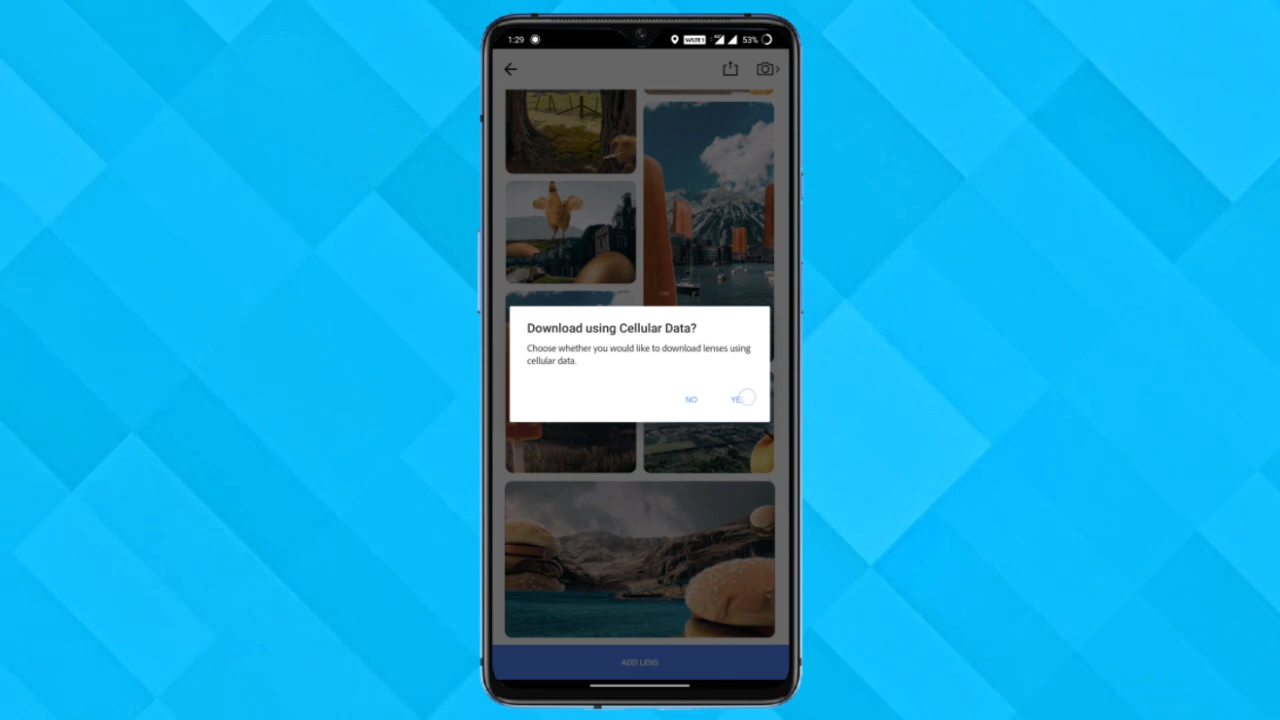 1:29
53%
Download using Cellular Data?
Choose whether you would like to download lenses using
cellular data.
NO
ADD LENS